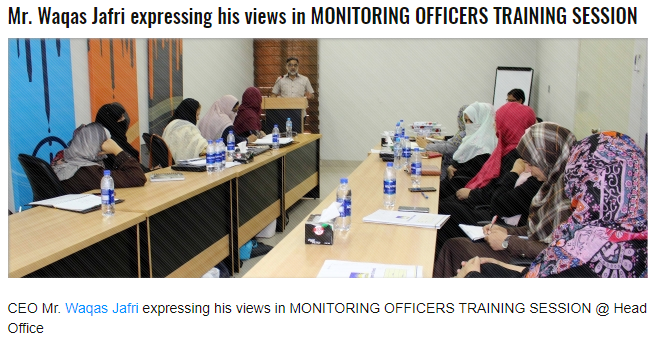 Mr. Waqas Jafri expressing his views in MONITORING OFFICERS TRAINING SESSION
CEO Mr. Waqas Jafri expressing his views in MONITORING OFFICERS TRAINING SESSION @ Head
Office